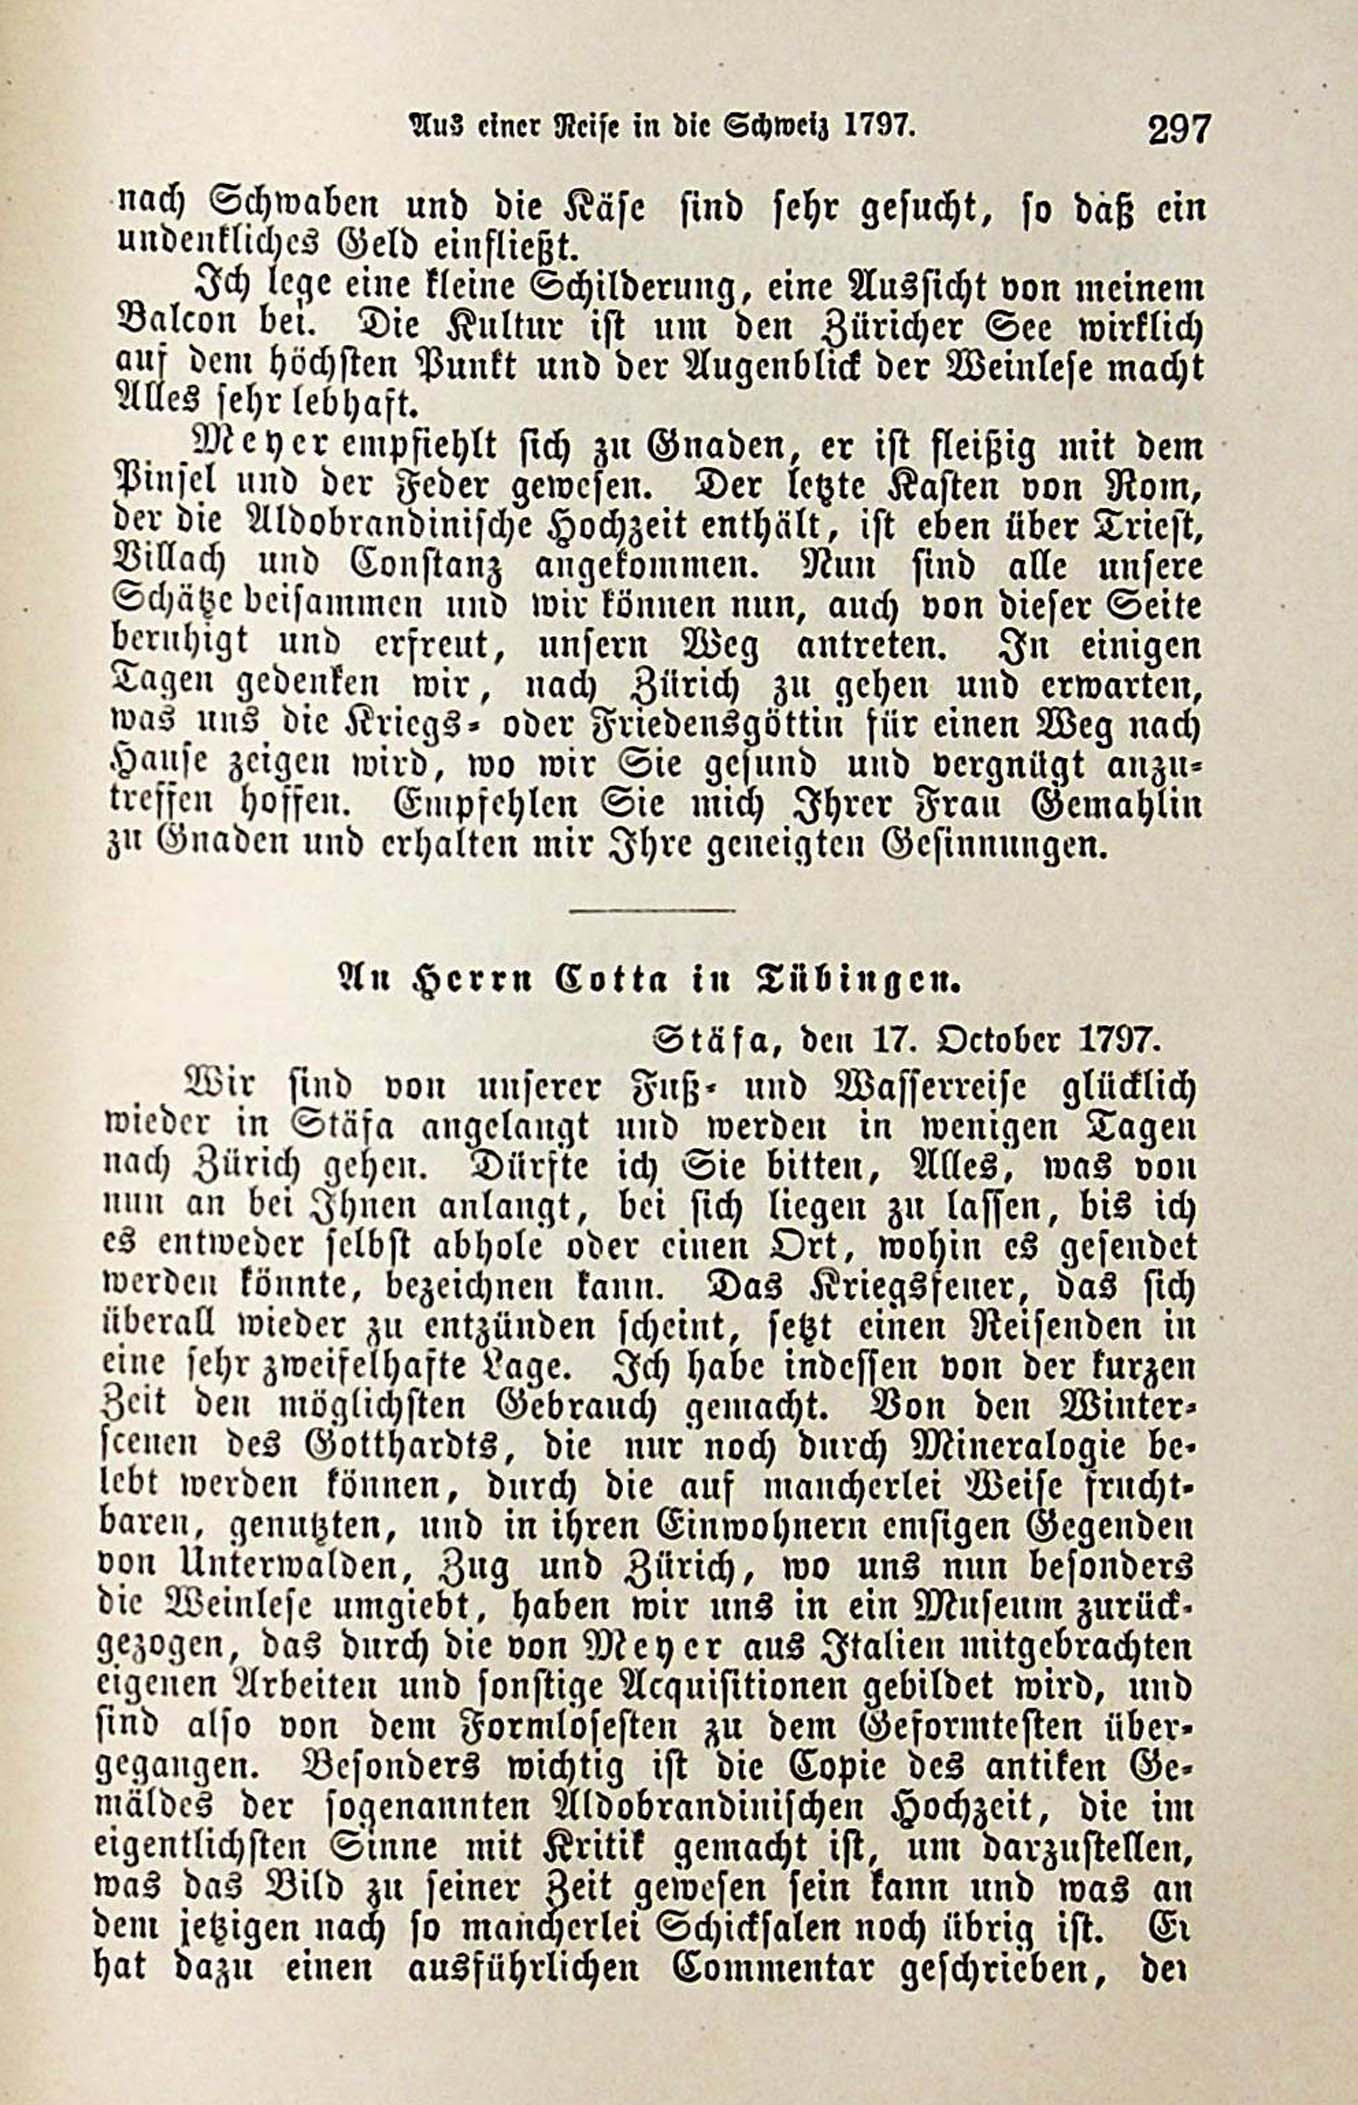 Aus einer Reise in die Schweiz 1797. 297
nach Schwaben und die Käse sind sehr gesucht, so daß ein
undenkliches Geld einfließt.
Ich lege eine kleine Schilderung, eine Aussicht von meinem
Balcon bei. Die Kultur ist um den Züricher See wirklich
auf dem höchsten Punkt und der Augenblick der Weinlese macht
Alles sehr lebhaft.
Meyer empfiehlt sich zu Gnaden, er ist fleißig mit dem
Pinsel und der Feder gewesen. Der letzte Kasten von Rom,
der die Aldobrandinische Hochzeit enthält, ist eben über Triest,
Villach und Constanz angekommen. Nun sind alle unsere
Schätze beisammen und wir können nun, auch von dieser Seite
beruhigt und erfreut, unsern Weg antreten. In einigen
Tagen gedenken wir, nach Zürich zu gehen und erwarten,
was uns die Kriegs- oder Friedensgöttin für einen Weg nach
Hause zeigen wird, wo wir Sie gesund und vergnügt anzu-
treffen hoffen. Empfehlen Sie mich Ihrer Frau Gemahlin
zu Gnaden und erhalten mir Ihre geneigten Gesinnungen.
An Herrn Cotta in Tübingen.
Stäfa, den 17. October 1797.
Wir sind von unserer Fuß- und Wasserreise glücklich
wieder in Stäfa angelangt und werden in wenigen Tagen
nach Zürich gehen. Dürfte ich Sie bitten, Alles, was von
nun an bei Ihnen anlangt, bei sich liegen zu lassen, bis ich
es entweder selbst abhole oder einen Ort, wohin es gesendet
werden könnte, bezeichnen kann. Das Kriegsfeuer, das sich
überall wieder zu entzünden scheint, setzt einen Reisenden in
eine sehr zweifelhafte Lage. Ich habe indessen von der kurzen
Zeit den möglichsten Gebrauch gemacht. Von den Winter-
scenen des Gotthardts, die nur noch durch Mineralogie be-
lebt werden können, durch die auf mancherlei Weise frucht-
baren, genutzten, und in ihren Einwohnern emsigen Gegenden
von Unterwalden, Zug und Zürich, wo uns nun besonders
die Weinlese umgiebt, haben wir uns in ein Museum zurück-
gezogen, das durch die von Meyer aus Italien mitgebrachten
eigenen Arbeiten und sonstige Acquisitionen gebildet wird, und
sind also von dem Formlosesten zu dem Geformtesten über-
gegangen. Besonders wichtig ist die Copie des antiken Ge-
mäldes der sogenannten Aldobrandinischen Hochzeit, die im
eigentlichsten Sinne mit Kritik gemacht ist, um darzustellen,
was das Bild zu seiner Zeit gewesen sein kann und was an
dem jetzigen nach so mancherlei Schicksalen noch übrig ist. Er
hat dazu einen ausführlichen Commentar geschrieben, der